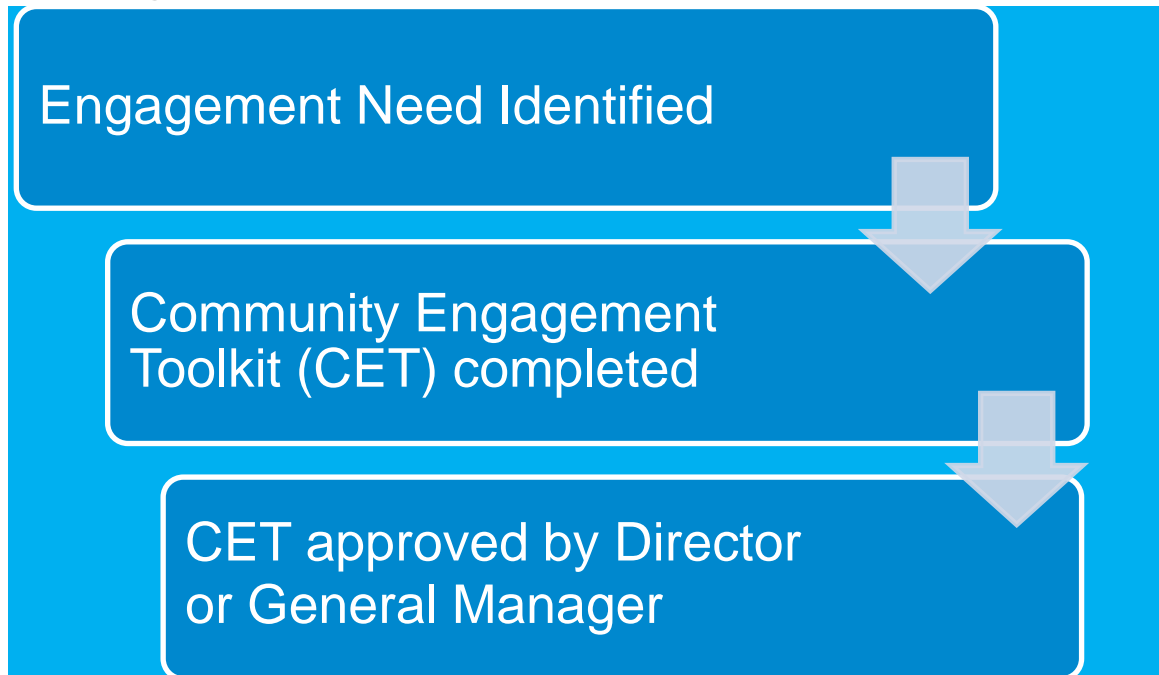 Engagement Need Identified
Community Engagement
Toolkit (CET) completed
CET approved by Director
or General Manager